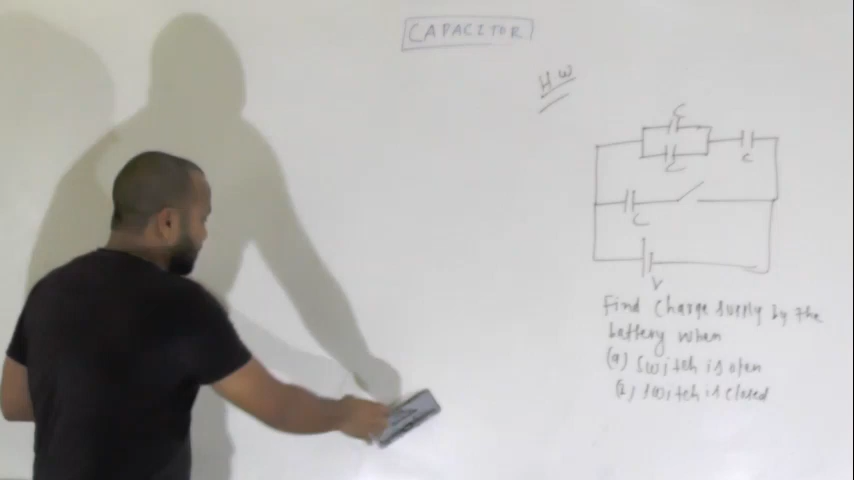 CAPACITOR
HW
C
C
C
C
V
Find Charge supply by the
battery when
(a) switch is open
(b) switch is closed